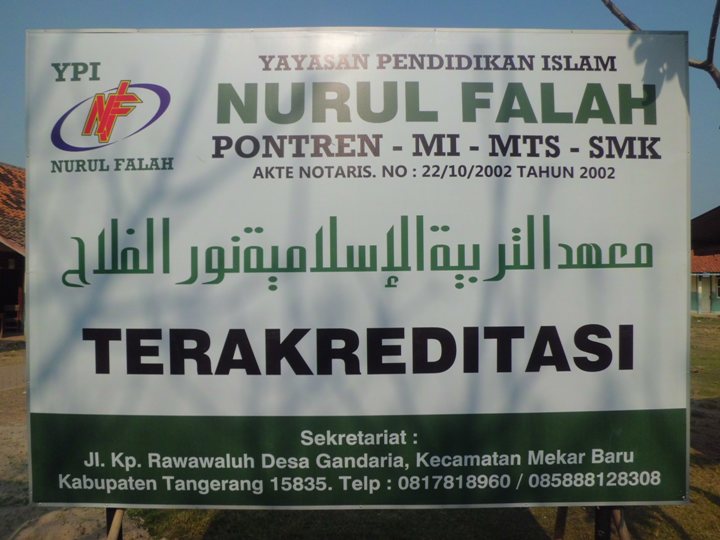 YPI
NF
NURUL FALAH
YAYASAN PENDIDIKAN ISLAM
NURUL FALAH
PONTREN - MI - MTS - SMK
AKTE NOTARIS. NO : 22/10/2002 TAHUN 2002
معهد التربية الإسلامية نور الفلاح
TERAKREDITASI
Sekretariat :
Jl. Kp. Rawawaluh Desa Gandaria, Kecamatan Mekar Baru
Kabupaten Tangerang 15835. Telp : 0817818960 / 085888128308